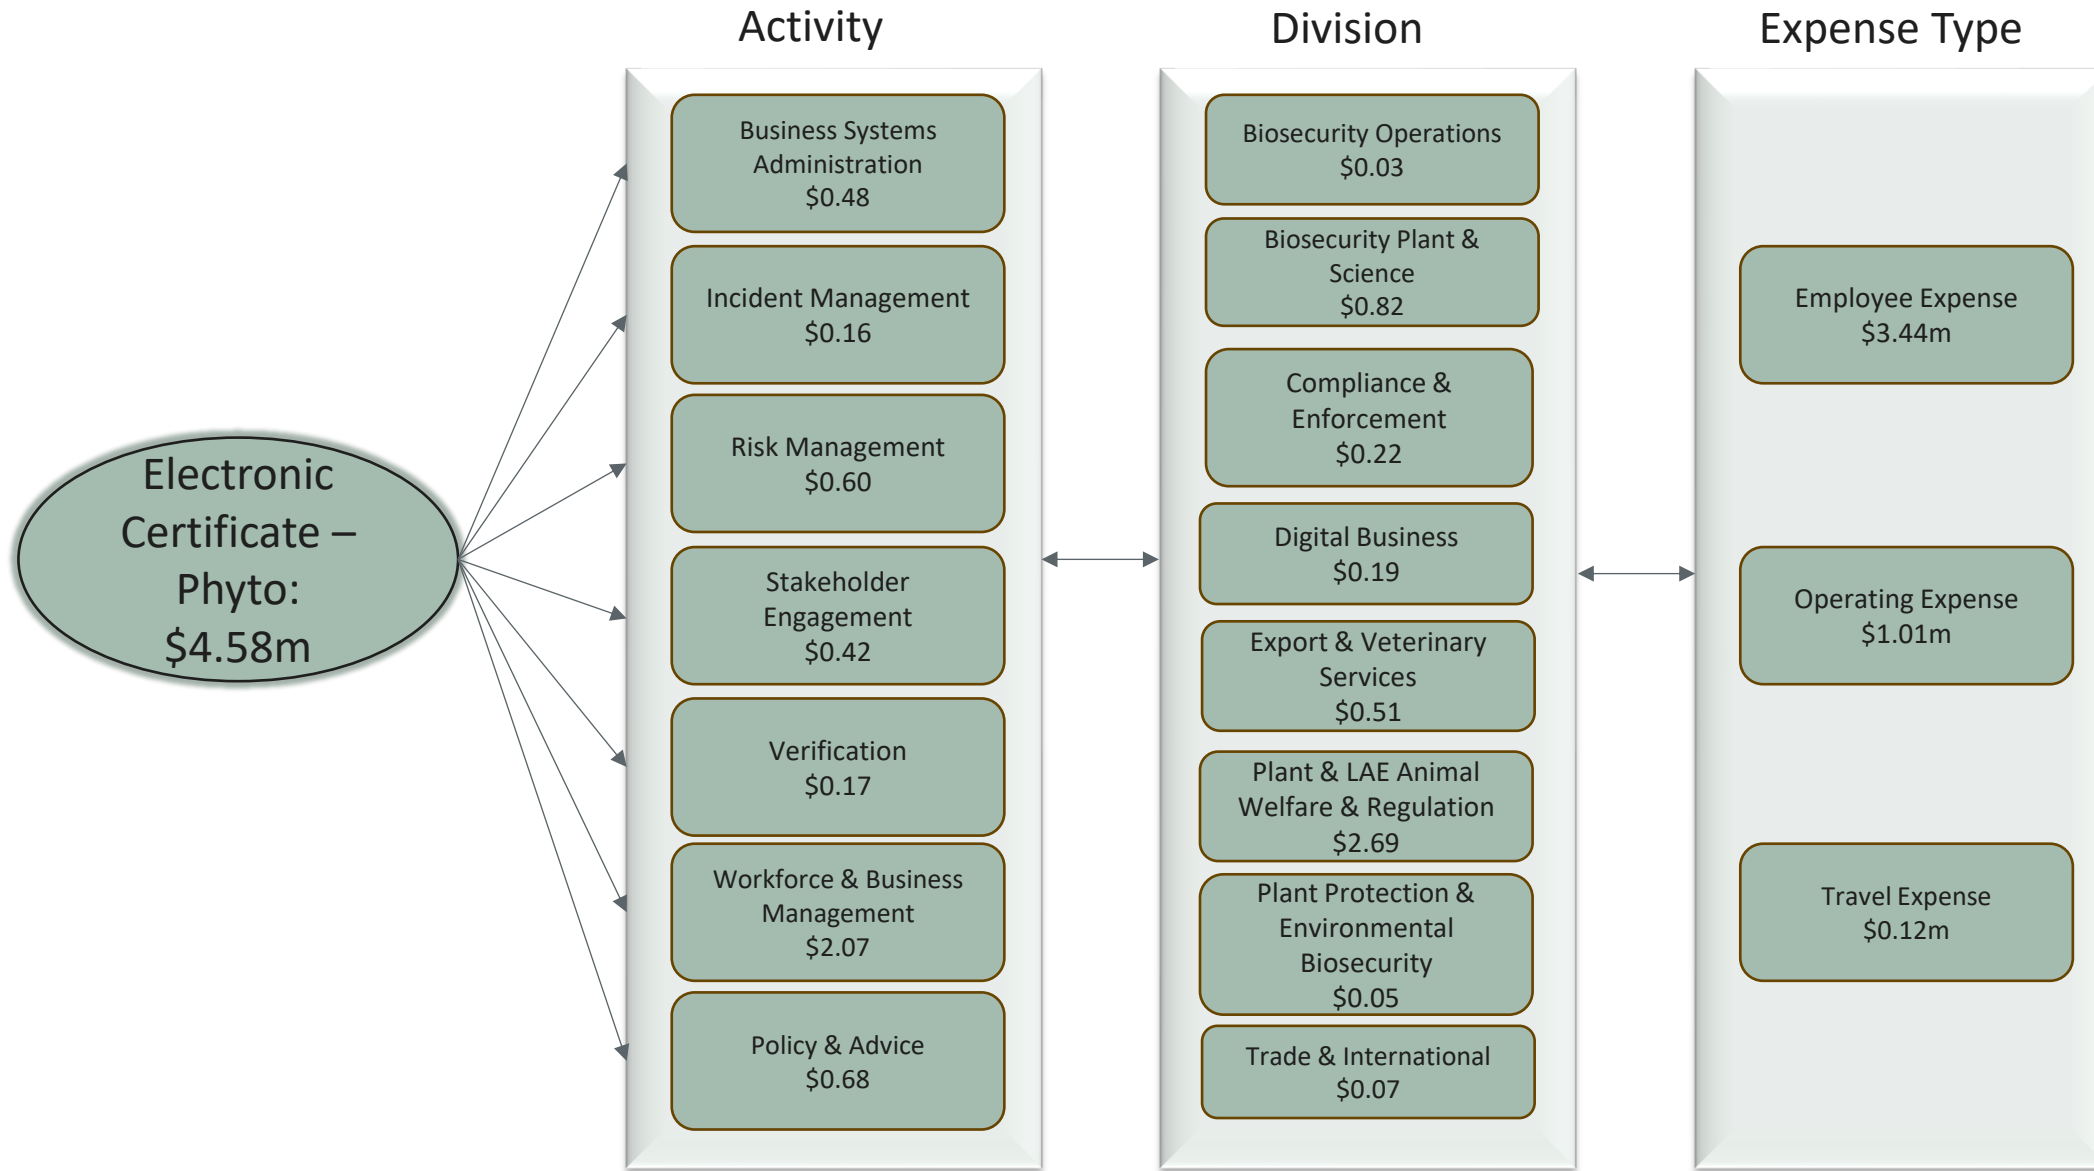 Activity
Division
Expense Type
Electronic
Certificate –
Phyto:
$4.58m
Business Systems
Administration
$0.48
Incident Management
$0.16
Risk Management
$0.60
Stakeholder
Engagement
$0.42
Verification
$0.17
Workforce & Business
Management
$2.07
Policy & Advice
$0.68
Biosecurity Operations
$0.03
Biosecurity Plant &
Science
$0.82
Compliance &
Enforcement
$0.22
Digital Business
$0.19
Export & Veterinary
Services
$0.51
Plant & LAE Animal
Welfare & Regulation
$2.69
Plant Protection &
Environmental
Biosecurity
$0.05
Trade & International
$0.07
Employee Expense
$3.44m
Operating Expense
$1.01m
Travel Expense
$0.12m